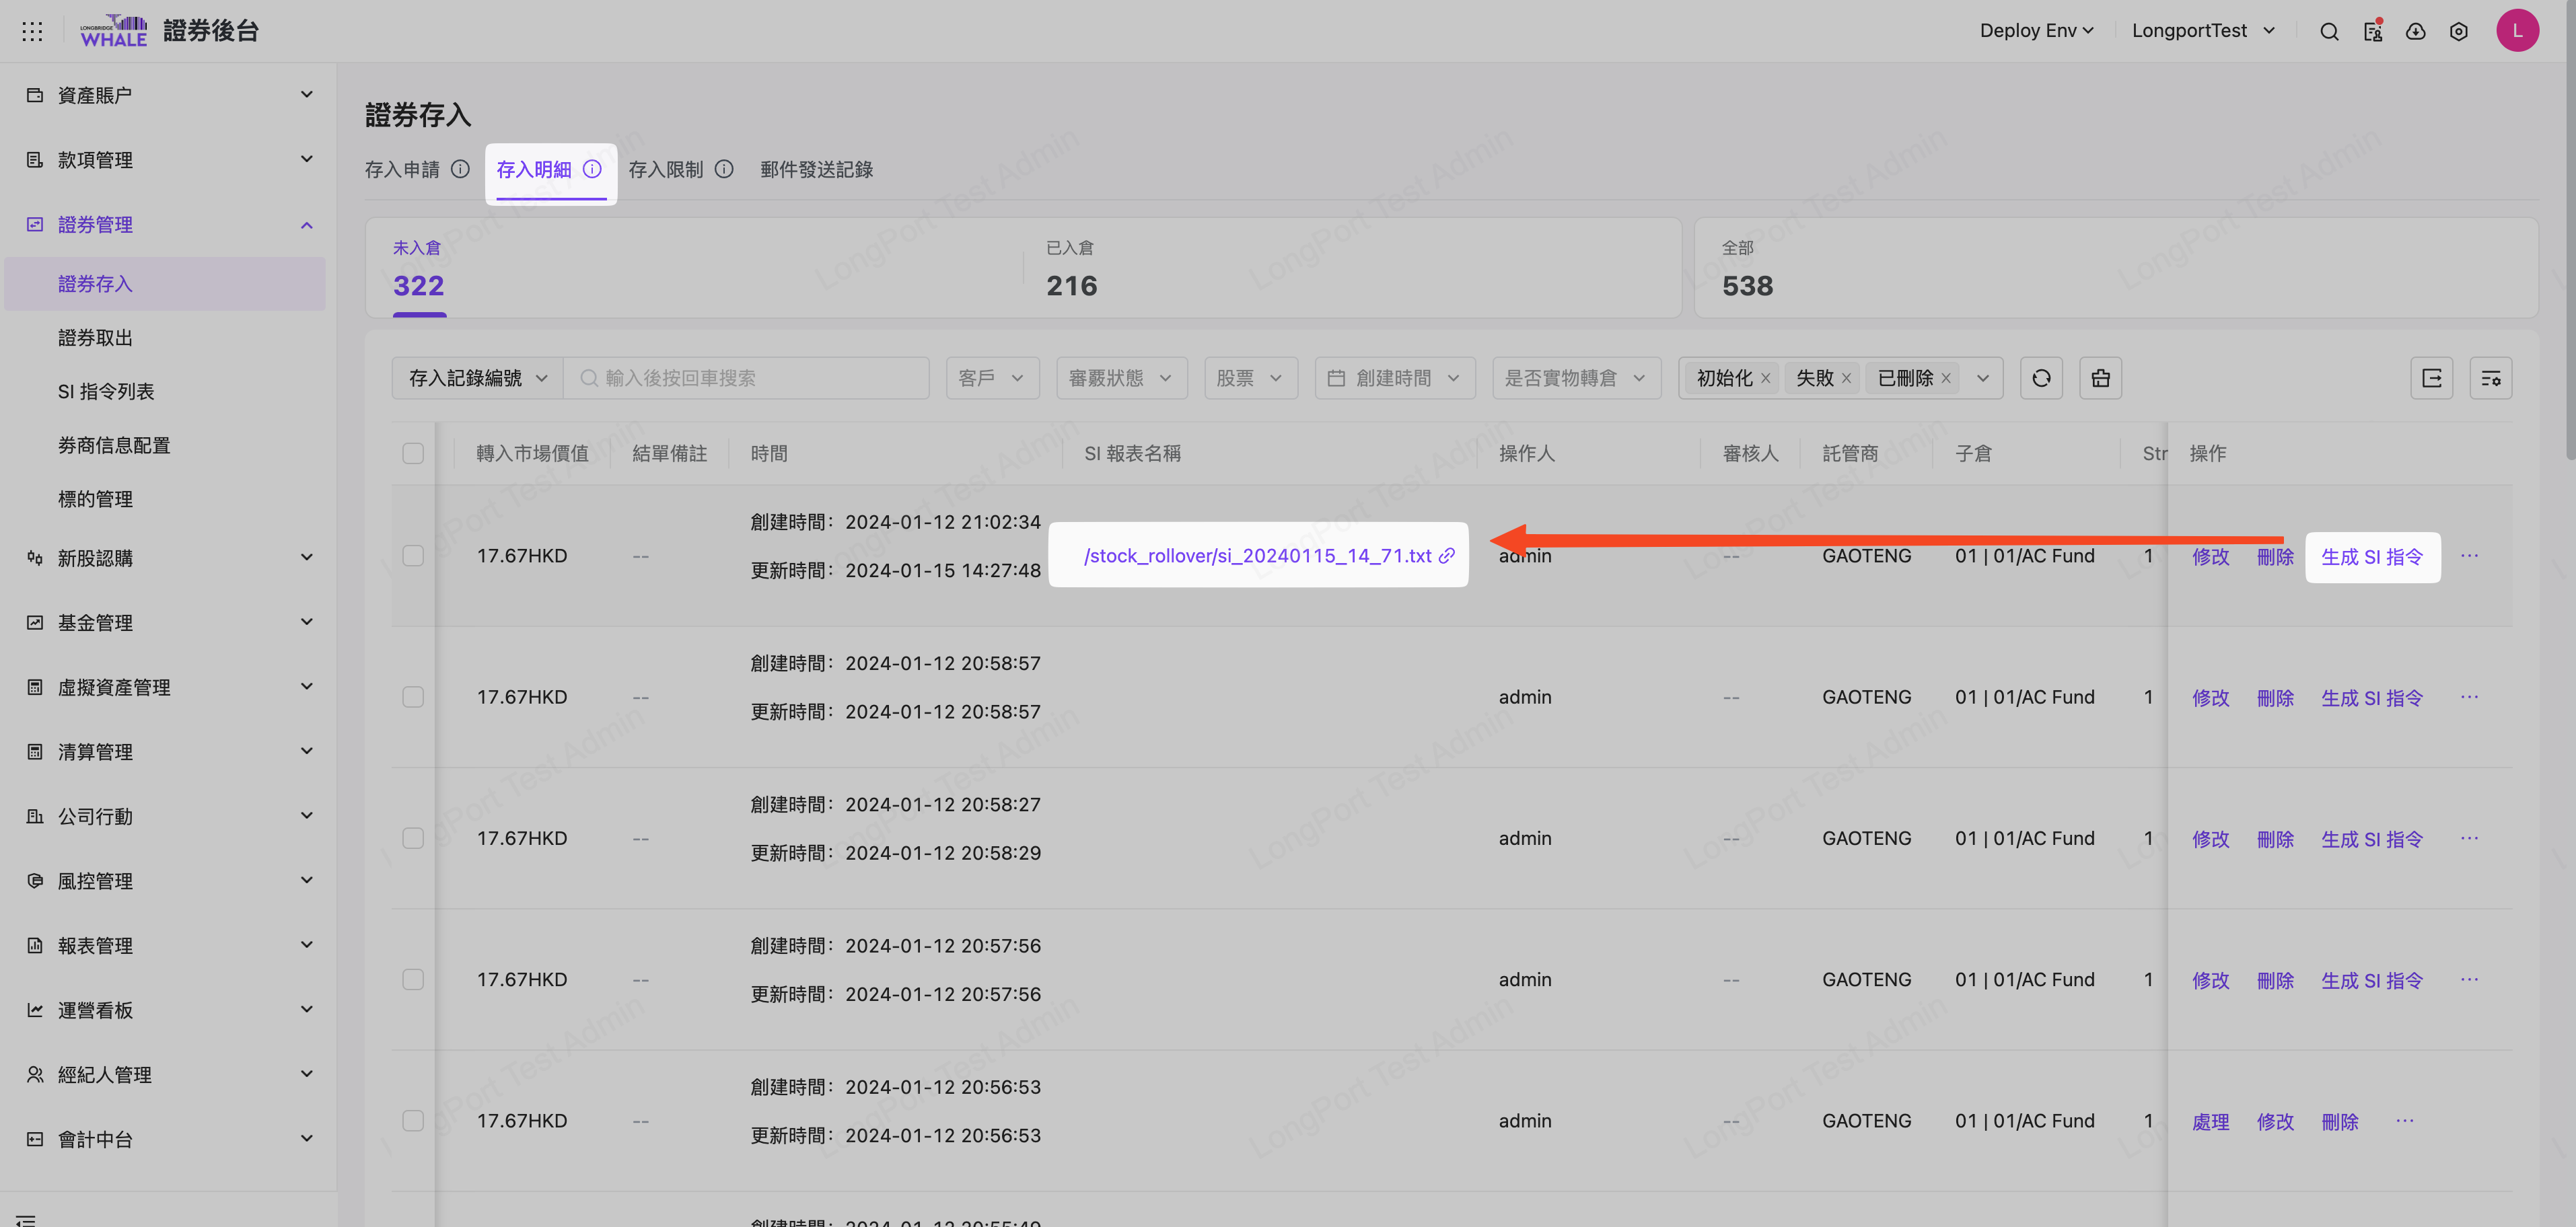 LONGBRIDGE
WHALE
證券後台
Deploy Env
LongportTest
L
資產賬户
款項管理
證券管理
證券存入
證券取出
SI 指令列表
券商信息配置
標的管理
新股認購
基金管理
虛擬資產管理
清算管理
公司行動
風控管理
報表管理
運營看板
經紀人管理
會計中台
證券存入
存入申請 存入明細 存入限制 郵件發送記錄
未入倉 已入倉 全部
322 216 538
存入記錄編號 輸入後按回車搜索 客戶 審覈狀態 股票 創建時間 是否實物轉倉 初始化 × 失敗 × 已刪除 ×
轉入市場價值 結單備註 時間 SI 報表名稱 操作人 審核人 託管商 子倉 Str 操作
創建時間：2024-01-12 21:02:34
17.67HKD -- /stock_rollover/si_20240115_14_71.txt admin -- GAOTENG 01 | 01/AC Fund 1 修改 刪除 生成 SI 指令 ···
更新時間：2024-01-15 14:27:48
創建時間：2024-01-12 20:58:57
17.67HKD -- admin -- GAOTENG 01 | 01/AC Fund 1 修改 刪除 生成 SI 指令 ···
更新時間：2024-01-12 20:58:57
創建時間：2024-01-12 20:58:27
17.67HKD -- admin -- GAOTENG 01 | 01/AC Fund 1 修改 刪除 生成 SI 指令 ···
更新時間：2024-01-12 20:58:29
創建時間：2024-01-12 20:57:56
17.67HKD -- admin -- GAOTENG 01 | 01/AC Fund 1 修改 刪除 生成 SI 指令 ···
更新時間：2024-01-12 20:57:56
創建時間：2024-01-12 20:56:53
17.67HKD -- admin -- GAOTENG 01 | 01/AC Fund 1 處理 修改 刪除 ···
更新時間：2024-01-12 20:56:53
創建時間：2024-01-12 20:55:49
LongPort Test Admin